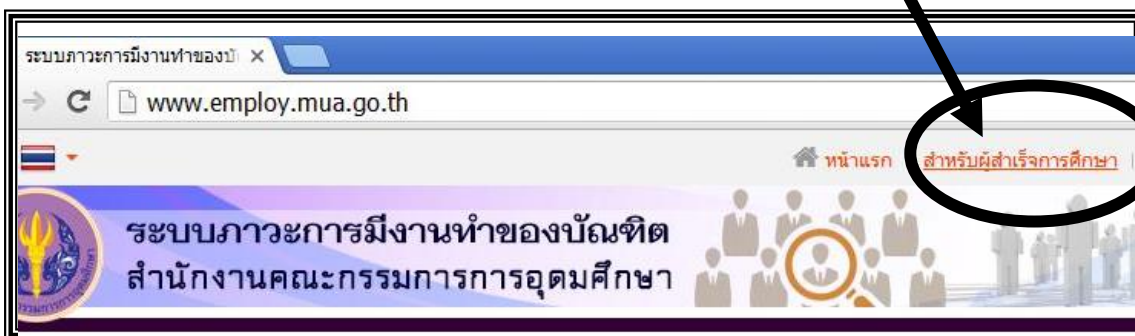 ระบบภาวะการมีงานทำของบั
www.employ.mua.go.th
หน้าแรก สำหรับผู้สำเร็จการศึกษา
ระบบภาวะการมีงานทำของบัณฑิต
สำนักงานคณะกรรมการการอุดมศึกษา